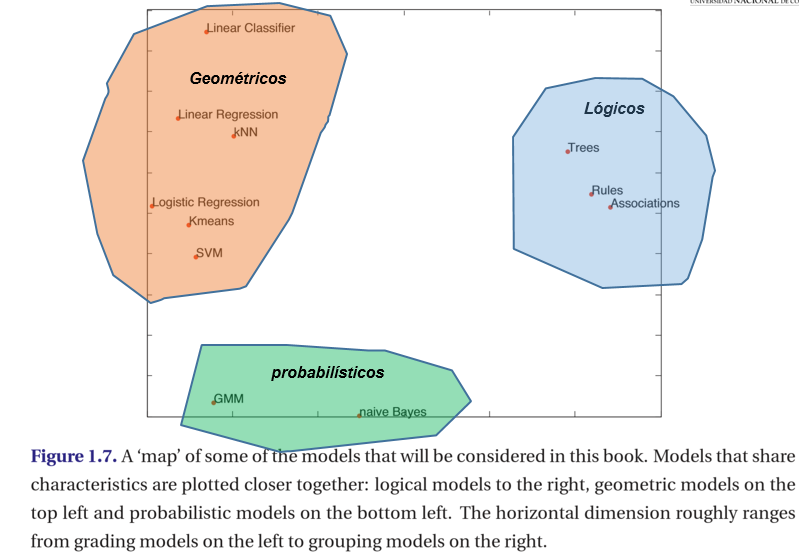 UNIVERSIDAD NACIONAL DE CO
Linear Classifier
Geométricos
Lógicos
Linear Regression
kNN
Trees
Rules
Logistic Regression
Associations
Kmeans
SVM
probabilísticos
GMM
naive Bayes
Figure 1.7. A ‘map’ of some of the models that will be considered in this book. Models that share
characteristics are plotted closer together: logical models to the right, geometric models on the
top left and probabilistic models on the bottom left. The horizontal dimension roughly ranges
from grading models on the left to grouping models on the right.